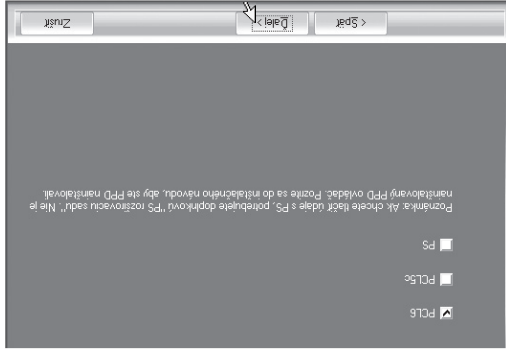 PCL6
PCL5c
PS
Poznámka: Ak chcete tlačiť údaje s PS, potrebujete doplnkovú "PS rozširovaciu sadu". Nie je
nainštalovaný PPD ovládač. Pozrite sa do inštalačného návodu, aby ste PPD nainštalovali.
< Späť
Ďalej >
Zrušiť